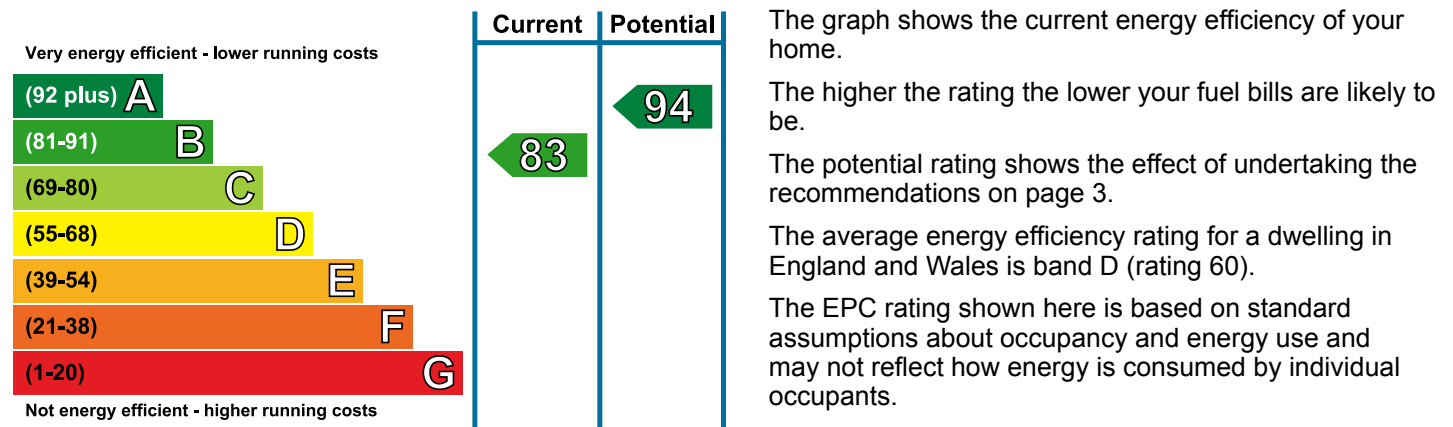 Current Potential
Very energy efficient - lower running costs
(92 plus) A
94
(81-91) B
83
(69-80) C
(55-68) D
(39-54) E
(21-38) F
(1-20) G
Not energy efficient - higher running costs
The graph shows the current energy efficiency of your
home.
The higher the rating the lower your fuel bills are likely to
be.
The potential rating shows the effect of undertaking the
recommendations on page 3.
The average energy efficiency rating for a dwelling in
England and Wales is band D (rating 60).
The EPC rating shown here is based on standard
assumptions about occupancy and energy use and
may not reflect how energy is consumed by individual
occupants.